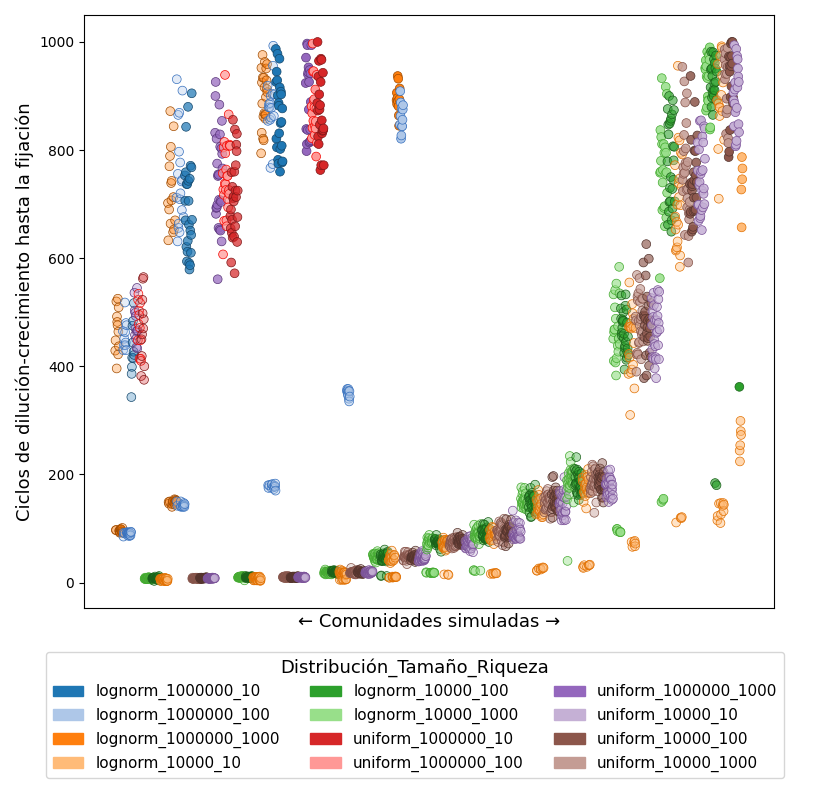 Ciclos de dilución-crecimiento hasta la fijación
1000
800
600
400
200
0
← Comunidades simuladas →
Distribución_Tamaño_Riqueza
lognorm_1000000_10
lognorm_1000000_100
lognorm_1000000_1000
lognorm_10000_10
lognorm_10000_100
lognorm_10000_1000
uniform_1000000_10
uniform_1000000_100
uniform_1000000_1000
uniform_10000_10
uniform_10000_100
uniform_10000_1000